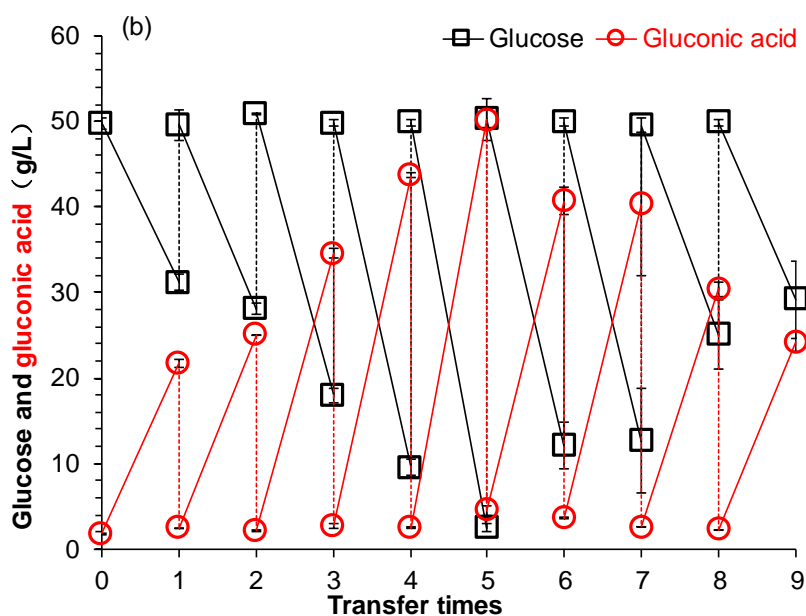 (b)
Glucose
Gluconic acid
Glucose and gluconic acid（g/L）
60
50
40
30
20
10
0
0 1 2 3 4 5 6 7 8 9
Transfer times